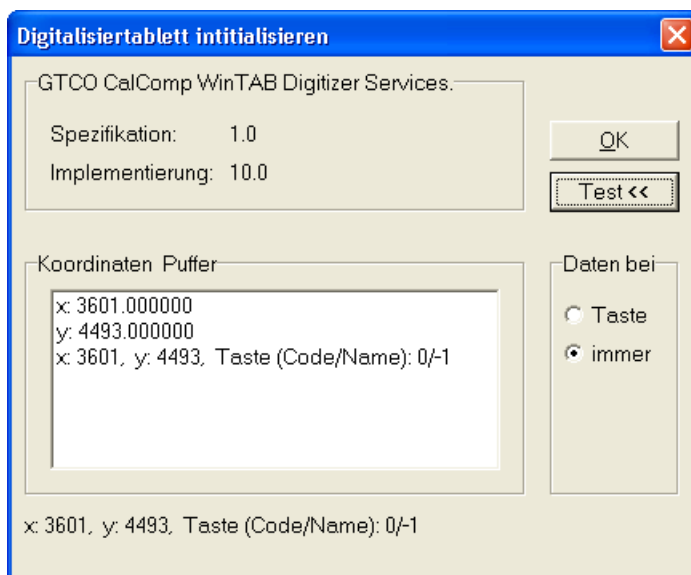 Digitalisiertablett intitialisieren
GTCO CalComp WinTAB Digitizer Services.
Spezifikation: 1.0
Implementierung: 10.0
OK
Test <<
Koordinaten Puffer
x: 3601.000000
y: 4493.000000
x: 3601, y: 4493, Taste (Code/Name): 0/-1
Daten bei
Taste
immer
x: 3601, y: 4493, Taste (Code/Name): 0/-1